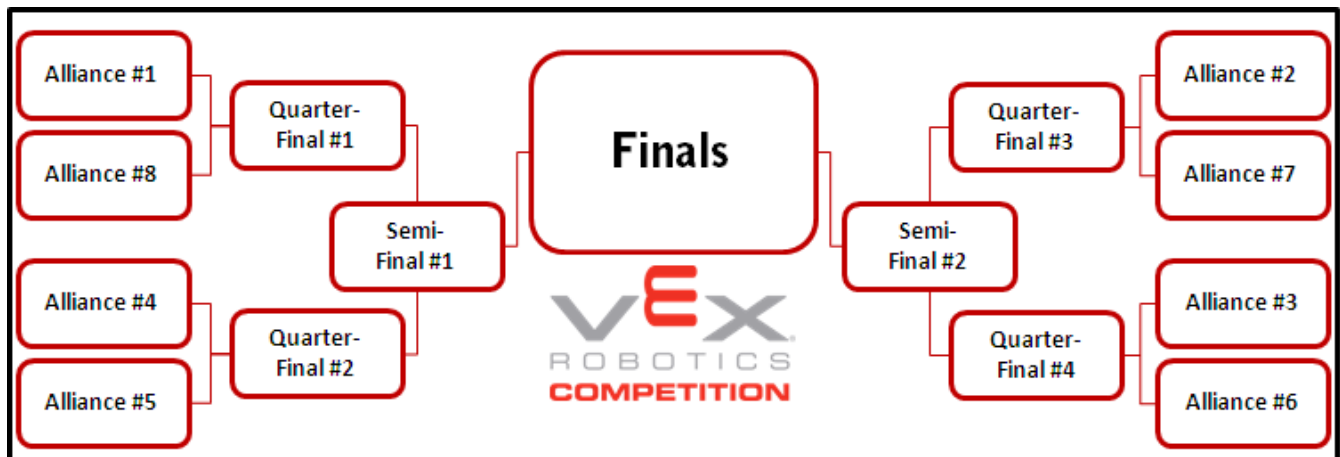 Alliance #1
Alliance #8
Quarter-
Final #1
Alliance #4
Alliance #5
Quarter-
Final #2
Semi-
Final #1
Finals
VEX
ROBOTICS
COMPETITION
Semi-
Final #2
Quarter-
Final #3
Alliance #2
Alliance #7
Quarter-
Final #4
Alliance #3
Alliance #6